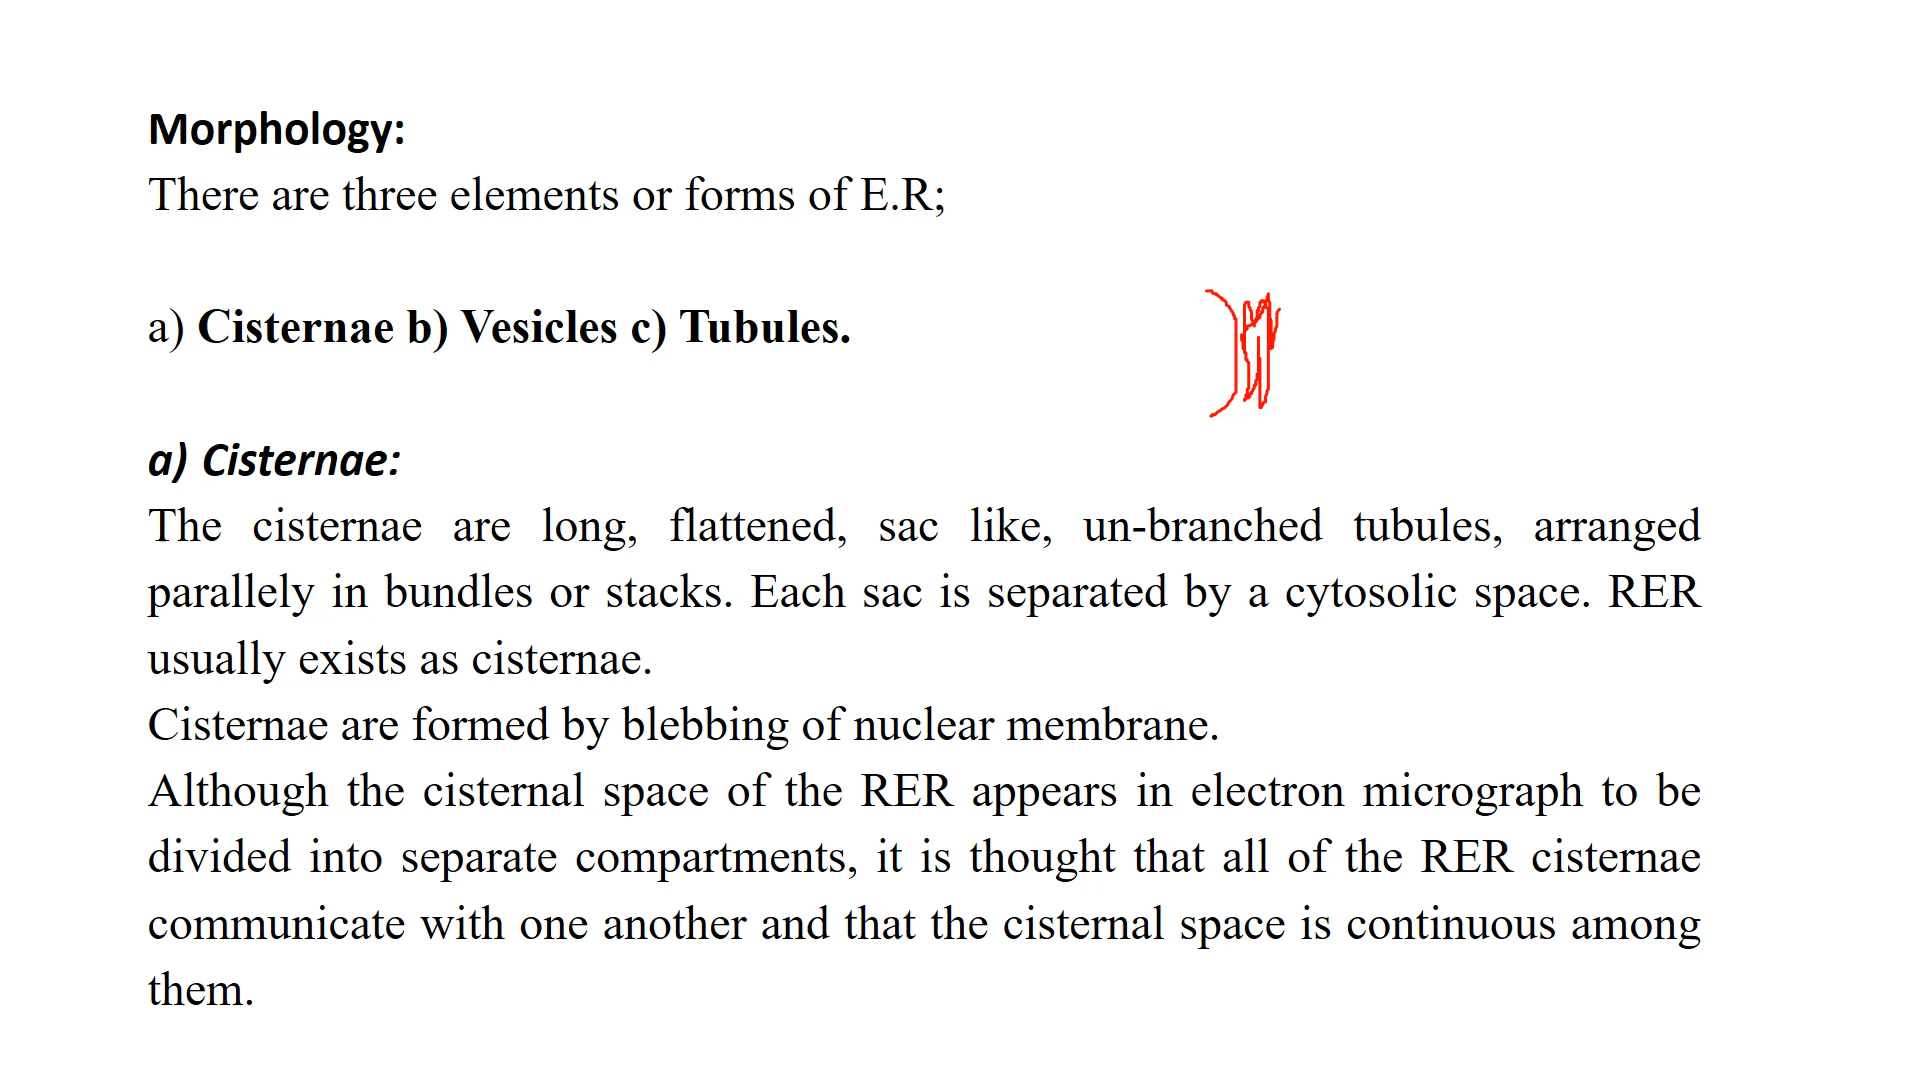 Morphology:
There are three elements or forms of E.R;
a) Cisternae b) Vesicles c) Tubules.
a) Cisternae:
The cisternae are long, flattened, sac like, un-branched tubules, arranged
parallely in bundles or stacks. Each sac is separated by a cytosolic space. RER
usually exists as cisternae.
Cisternae are formed by blebbing of nuclear membrane.
Although the cisternal space of the RER appears in electron micrograph to be
divided into separate compartments, it is thought that all of the RER cisternae
communicate with one another and that the cisternal space is continuous among
them.